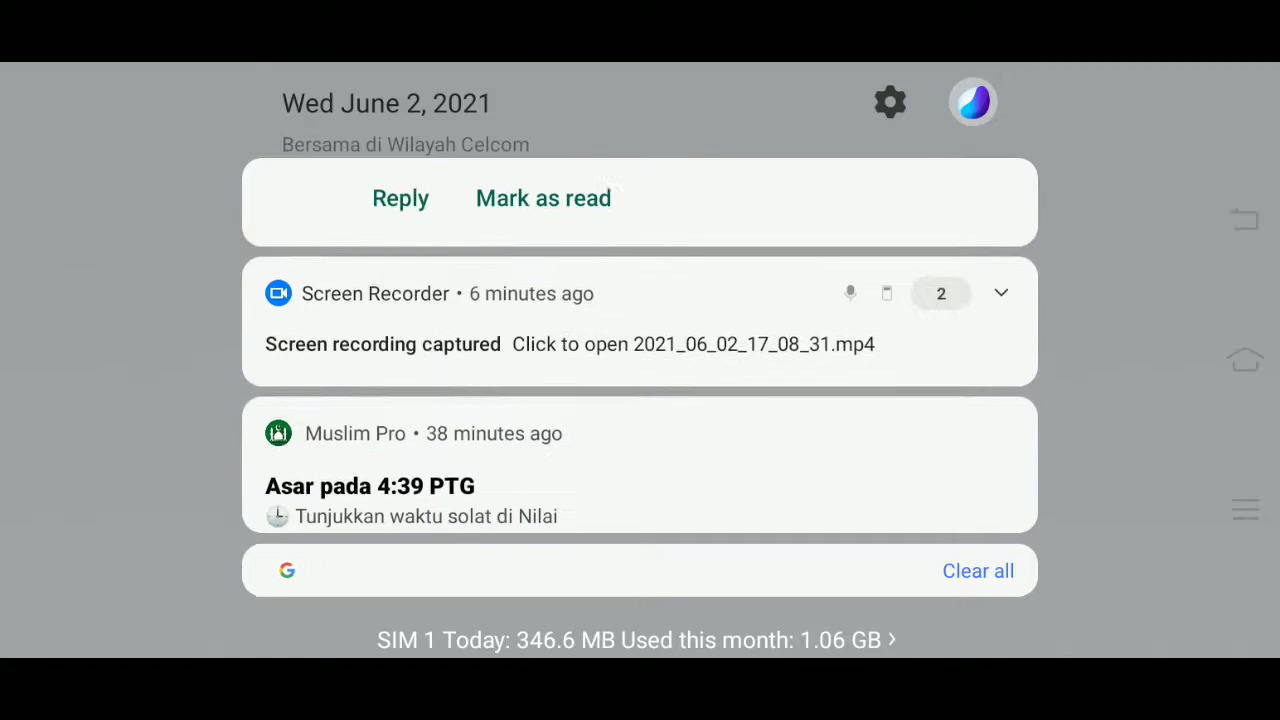 Wed June 2, 2021
Bersama di Wilayah Celcom
Reply Mark as read
Screen Recorder • 6 minutes ago 2
Screen recording captured Click to open 2021_06_02_17_08_31.mp4
Muslim Pro • 38 minutes ago
Asar pada 4:39 PTG
Tunjukkan waktu solat di Nilai
G Clear all
SIM 1 Today: 346.6 MB Used this month: 1.06 GB >